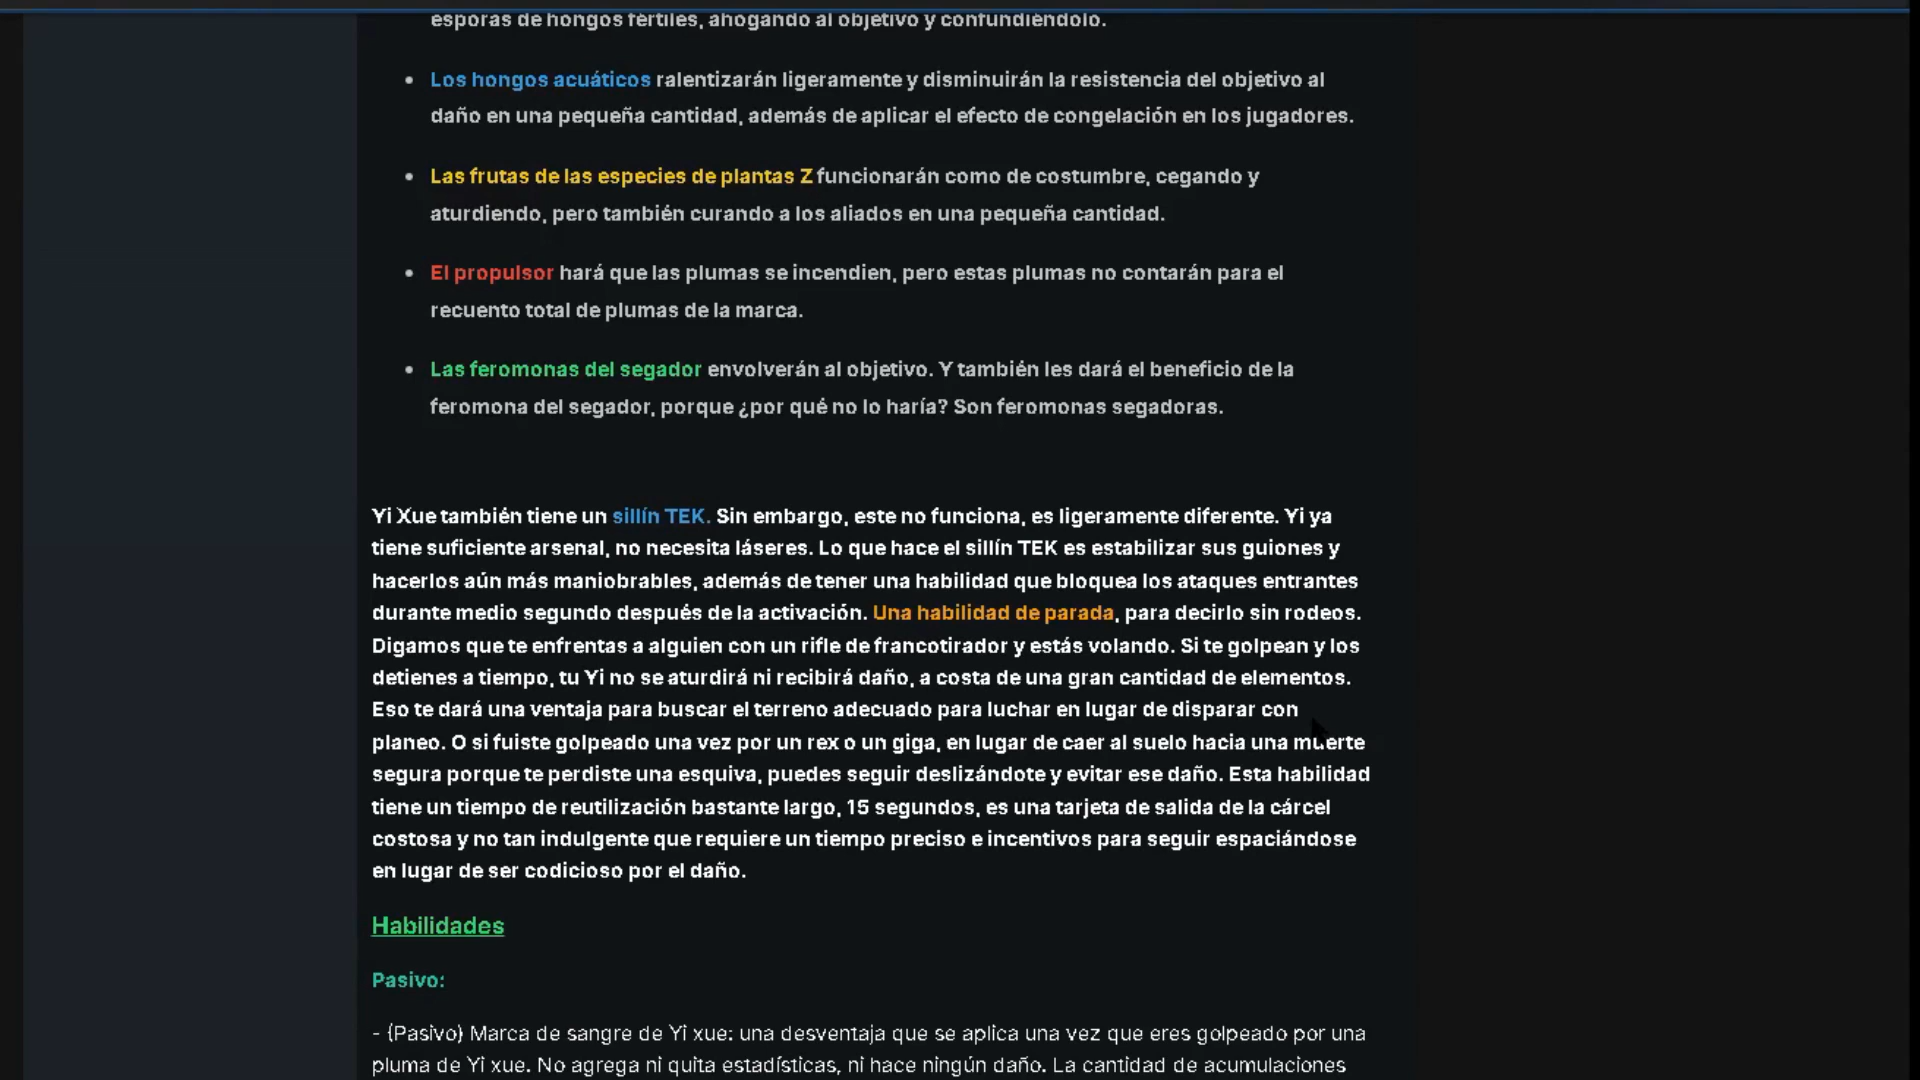 esporas de hongos fértiles, ahogando al objetivo y confundiéndolo.
Los hongos acuáticos ralentizarán ligeramente y disminuirán la resistencia del objetivo al
daño en una pequeña cantidad, además de aplicar el efecto de congelación en los jugadores.
Las frutas de las especies de plantas Z funcionarán como de costumbre, cegando y
aturdiendo, pero también curando a los aliados en una pequeña cantidad.
El propulsor hará que las plumas se incendien, pero estas plumas no contarán para el
recuento total de plumas de la marca.
Las feromonas del segador envolverán al objetivo. Y también les dará el beneficio de la
feromona del segador, porque ¿por qué no lo haría? Son feromonas segadoras.
Yi Xue también tiene un sillín TEK. Sin embargo, este no funciona, es ligeramente diferente. Yi ya
tiene suficiente arsenal, no necesita láseres. Lo que hace el sillín TEK es estabilizar sus guiones y
hacerlos aún más maniobrables, además de tener una habilidad que bloquea los ataques entrantes
durante medio segundo después de la activación. Una habilidad de parada, para decirlo sin rodeos.
Digamos que te enfrentas a alguien con un rifle de francotirador y estás volando. Si te golpean y los
detienes a tiempo, tu Yi no se aturdirá ni recibirá daño, a costa de una gran cantidad de elementos.
Eso te dará una ventaja para buscar el terreno adecuado para luchar en lugar de disparar con
planeo. O si fuiste golpeado una vez por un rex o un giga, en lugar de caer al suelo hacia una muerte
segura porque te perdiste una esquiva, puedes seguir deslizándote y evitar ese daño. Esta habilidad
tiene un tiempo de reutilización bastante largo, 15 segundos, es una tarjeta de salida de la cárcel
costosa y no tan indulgente que requiere un tiempo preciso e incentivos para seguir espaciándose
en lugar de ser codicioso por el daño.
Habilidades
Pasivo:
- (Pasivo) Marca de sangre de Yi xue: una desventaja que se aplica una vez que eres golpeado por una
pluma de Yi xue. No agrega ni quita estadísticas, ni hace ningún daño. La cantidad de acumulaciones